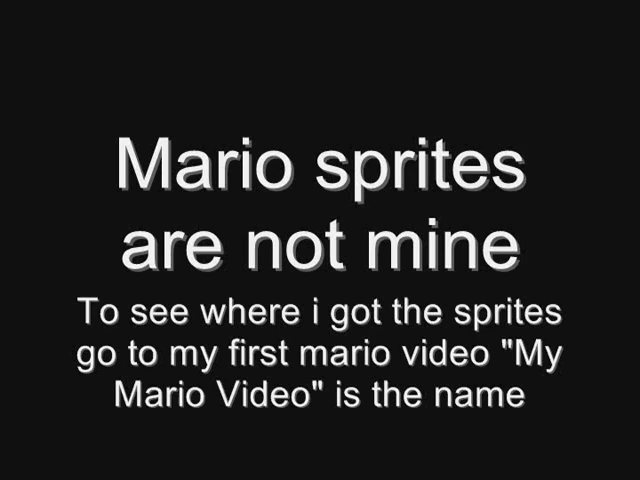 Mario sprites
are not mine
To see where i got the sprites
go to my first mario video "My
Mario Video" is the name